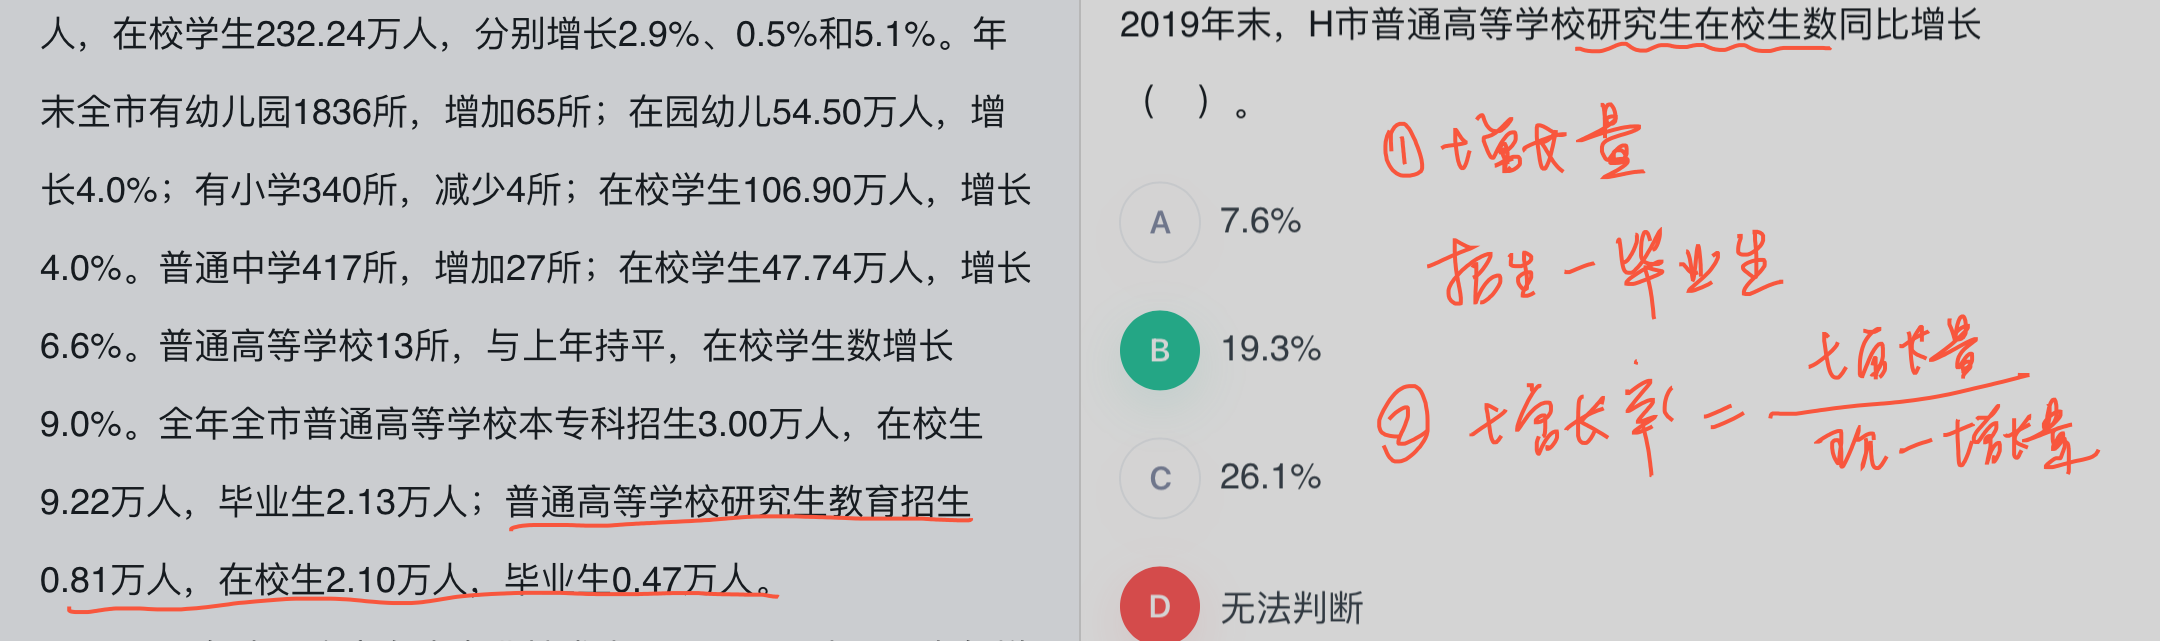 人，在校学生232.24万人，分别增长2.9%、0.5%和5.1%。年
末全市有幼儿园1836所，增加65所；在园幼儿54.50万人，增
长4.0%；有小学340所，减少4所；在校学生106.90万人，增长
4.0%。普通中学417所，增加27所；在校学生47.74万人，增长
6.6%。普通高等学校13所，与上年持平，在校学生数增长
9.0%。全年全市普通高等学校本专科招生3.00万人，在校生
9.22万人，毕业生2.13万人；普通高等学校研究生教育招生
0.81万人，在校生2.10万人，毕业生0.47万人。
2019年末，H市普通高等学校研究生在校生数同比增长
（ ）。
A 7.6%
B 19.3%
C 26.1%
D 无法判断
① 增长量
招生－毕业生
② 增长率＝
增长量
现－增长量